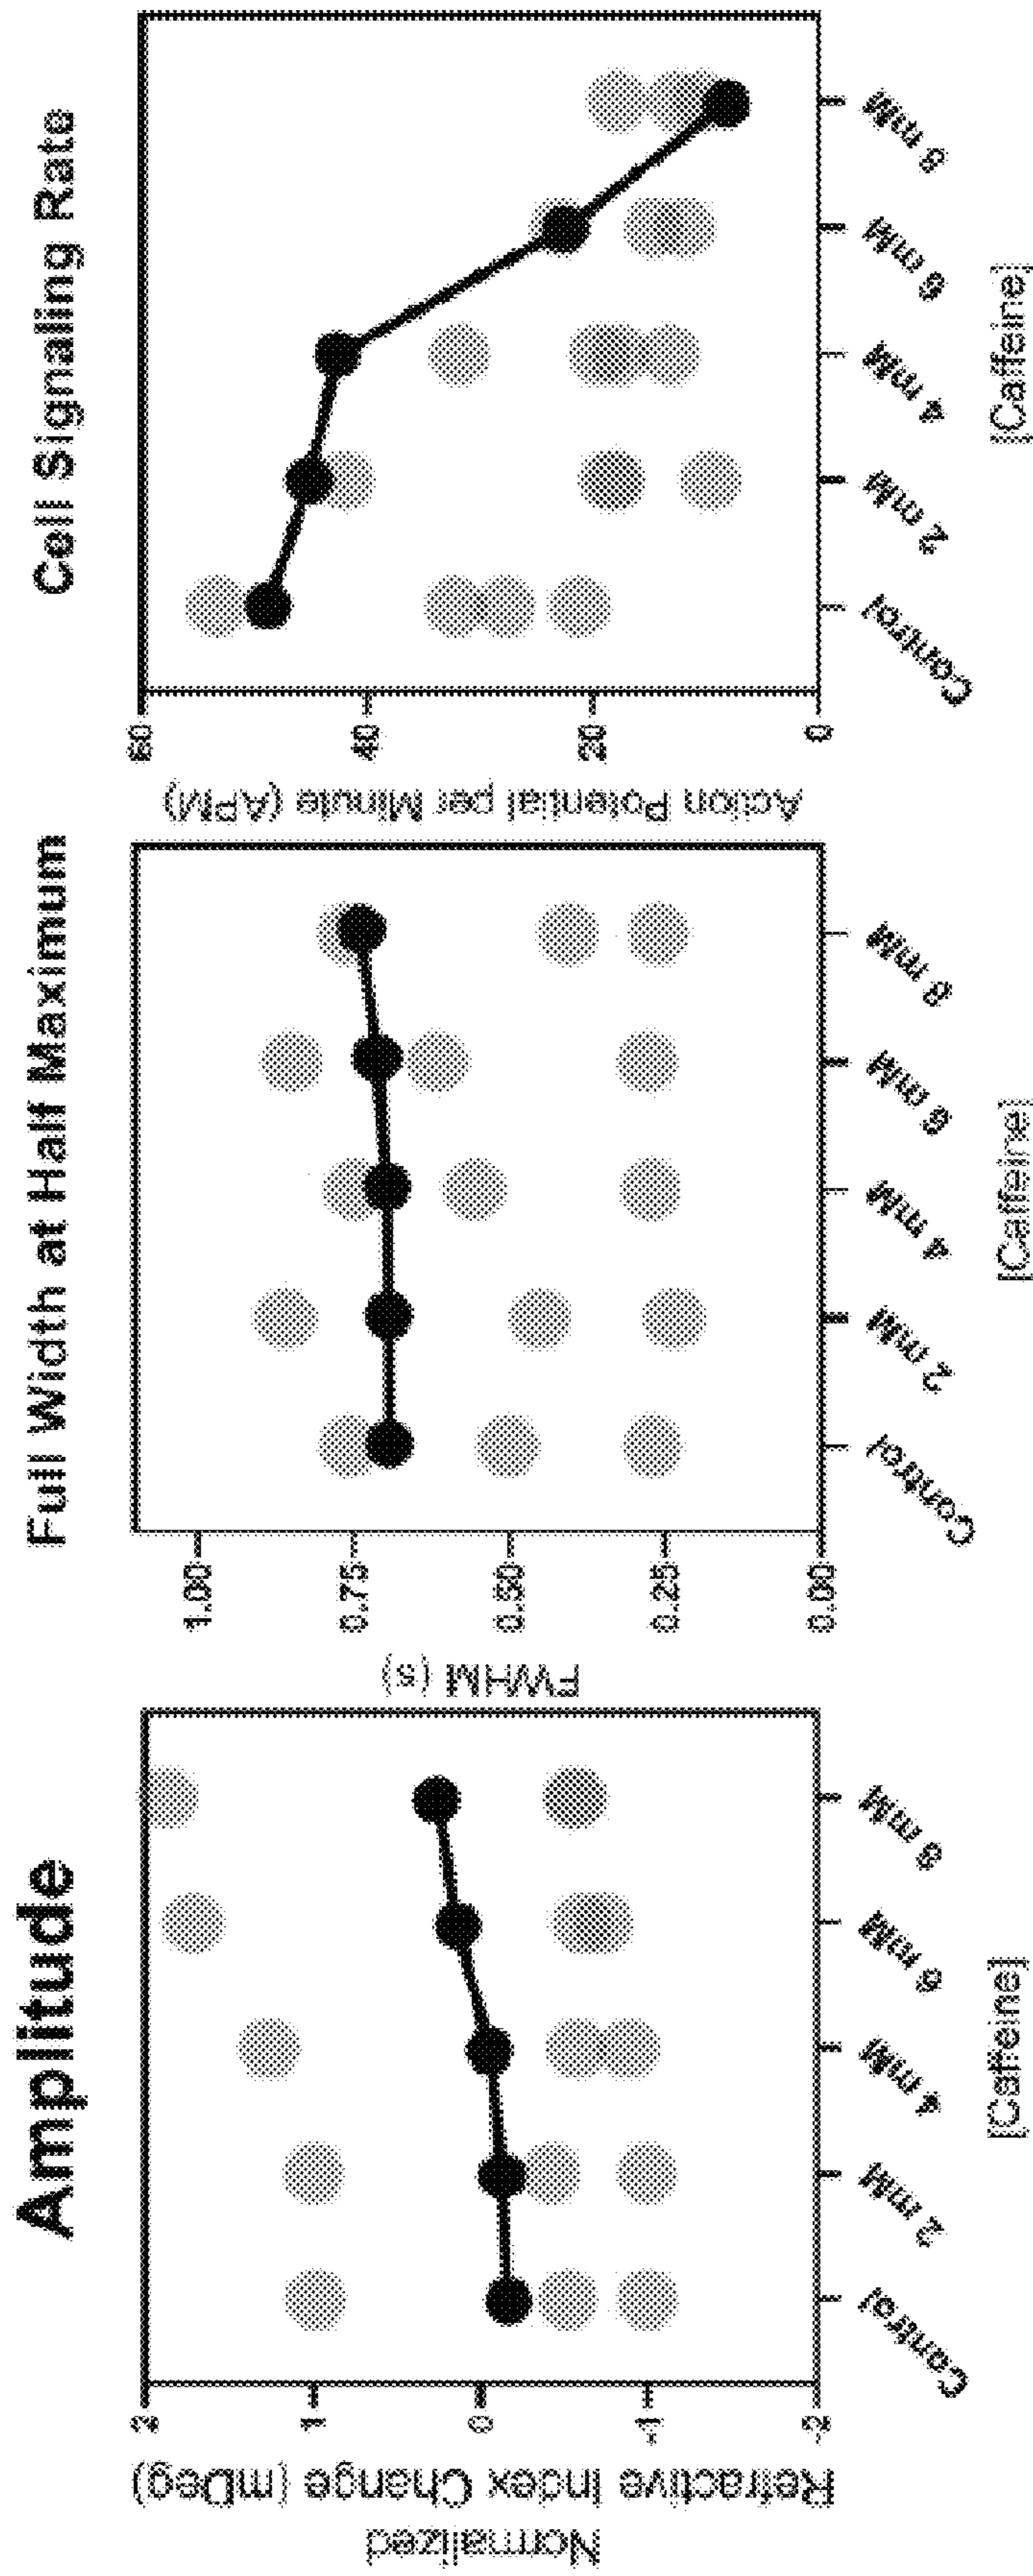 Amplitude
Normalized
Refractive Index Change (mDeg)
2
1
0
-1
-2
Control
2 mM
4 mM
6 mM
8 mM
[Caffeine]
Full Width at Half Maximum
FWHM (s)
1.00
0.75
0.50
0.25
0.00
Control
2 mM
4 mM
6 mM
8 mM
[Caffeine]
Cell Signaling Rate
Action Potential per Minute (APM)
60
40
20
0
Control
2 mM
4 mM
6 mM
8 mM
[Caffeine]